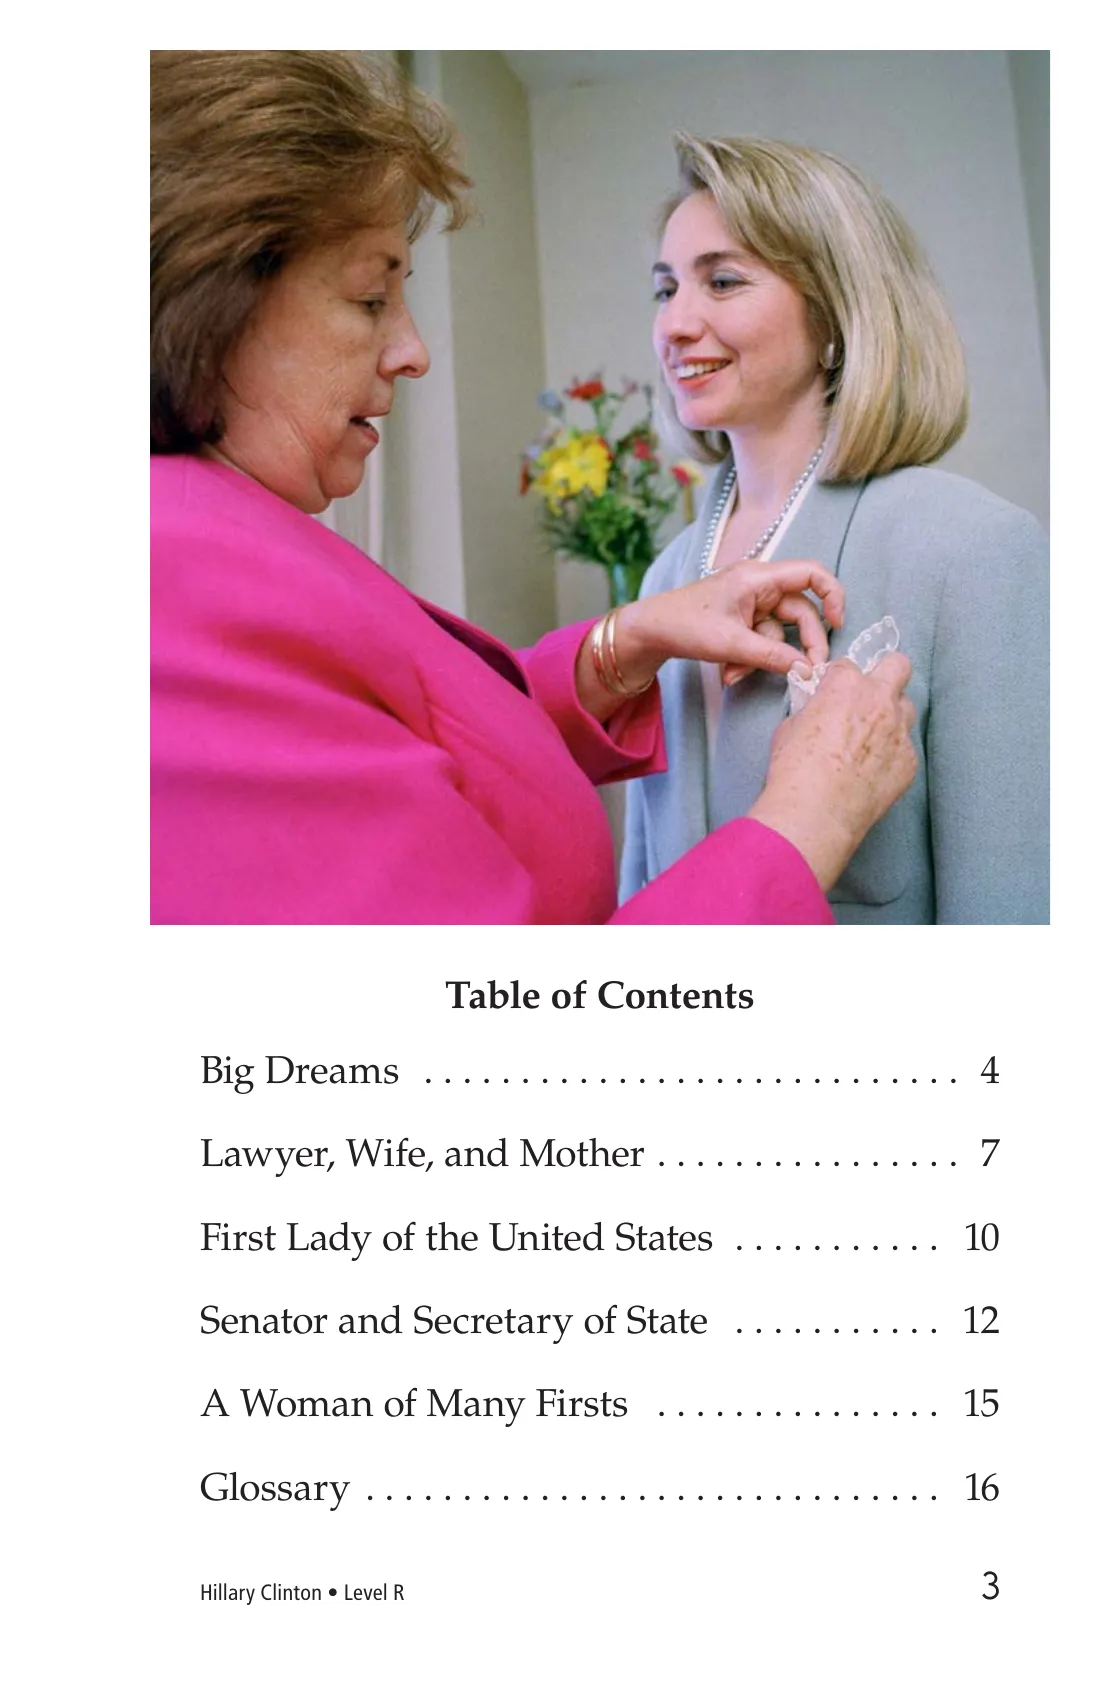 Table of Contents
Big Dreams . . . . . . . . . . . . . . . . . . . . . . . . . . . . 4
Lawyer, Wife, and Mother . . . . . . . . . . . . . . . . 7
First Lady of the United States . . . . . . . . . . . 10
Senator and Secretary of State . . . . . . . . . . . 12
A Woman of Many Firsts . . . . . . . . . . . . . . . 15
Glossary . . . . . . . . . . . . . . . . . . . . . . . . . . . . . . 16
Hillary Clinton • Level R 3